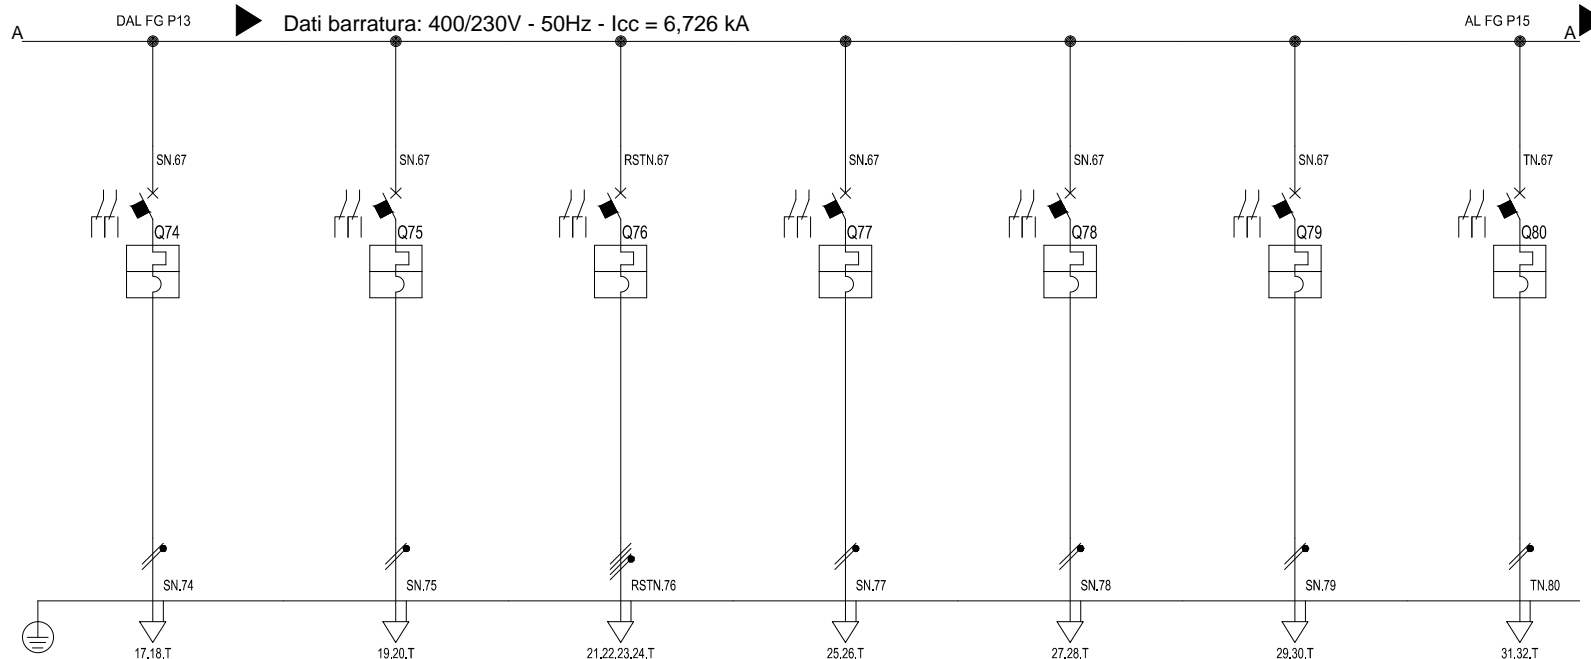 DAL FG P13
Dati barratura: 400/230V - 50Hz - Icc = 6,726 kA
AL FG P15
A
A
SN.67
SN.67
RSTN.67
SN.67
SN.67
SN.67
TN.67
Q74
Q75
Q76
Q77
Q78
Q79
Q80
SN.74
SN.75
RSTN.76
SN.77
SN.78
SN.79
TN.80
17,18,T
19,20,T
21,22,23,24,T
25,26,T
27,28,T
29,30,T
31,32,T